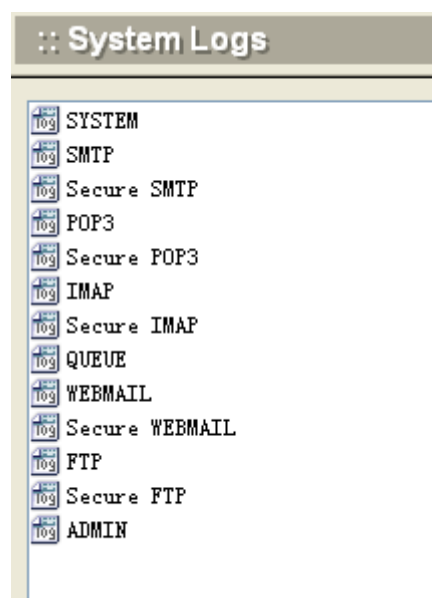 :: System Logs
SYSTEM
SMTP
Secure SMTP
POP3
Secure POP3
IMAP
Secure IMAP
QUEUE
WEBMAIL
Secure WEBMAIL
FTP
Secure FTP
ADMIN